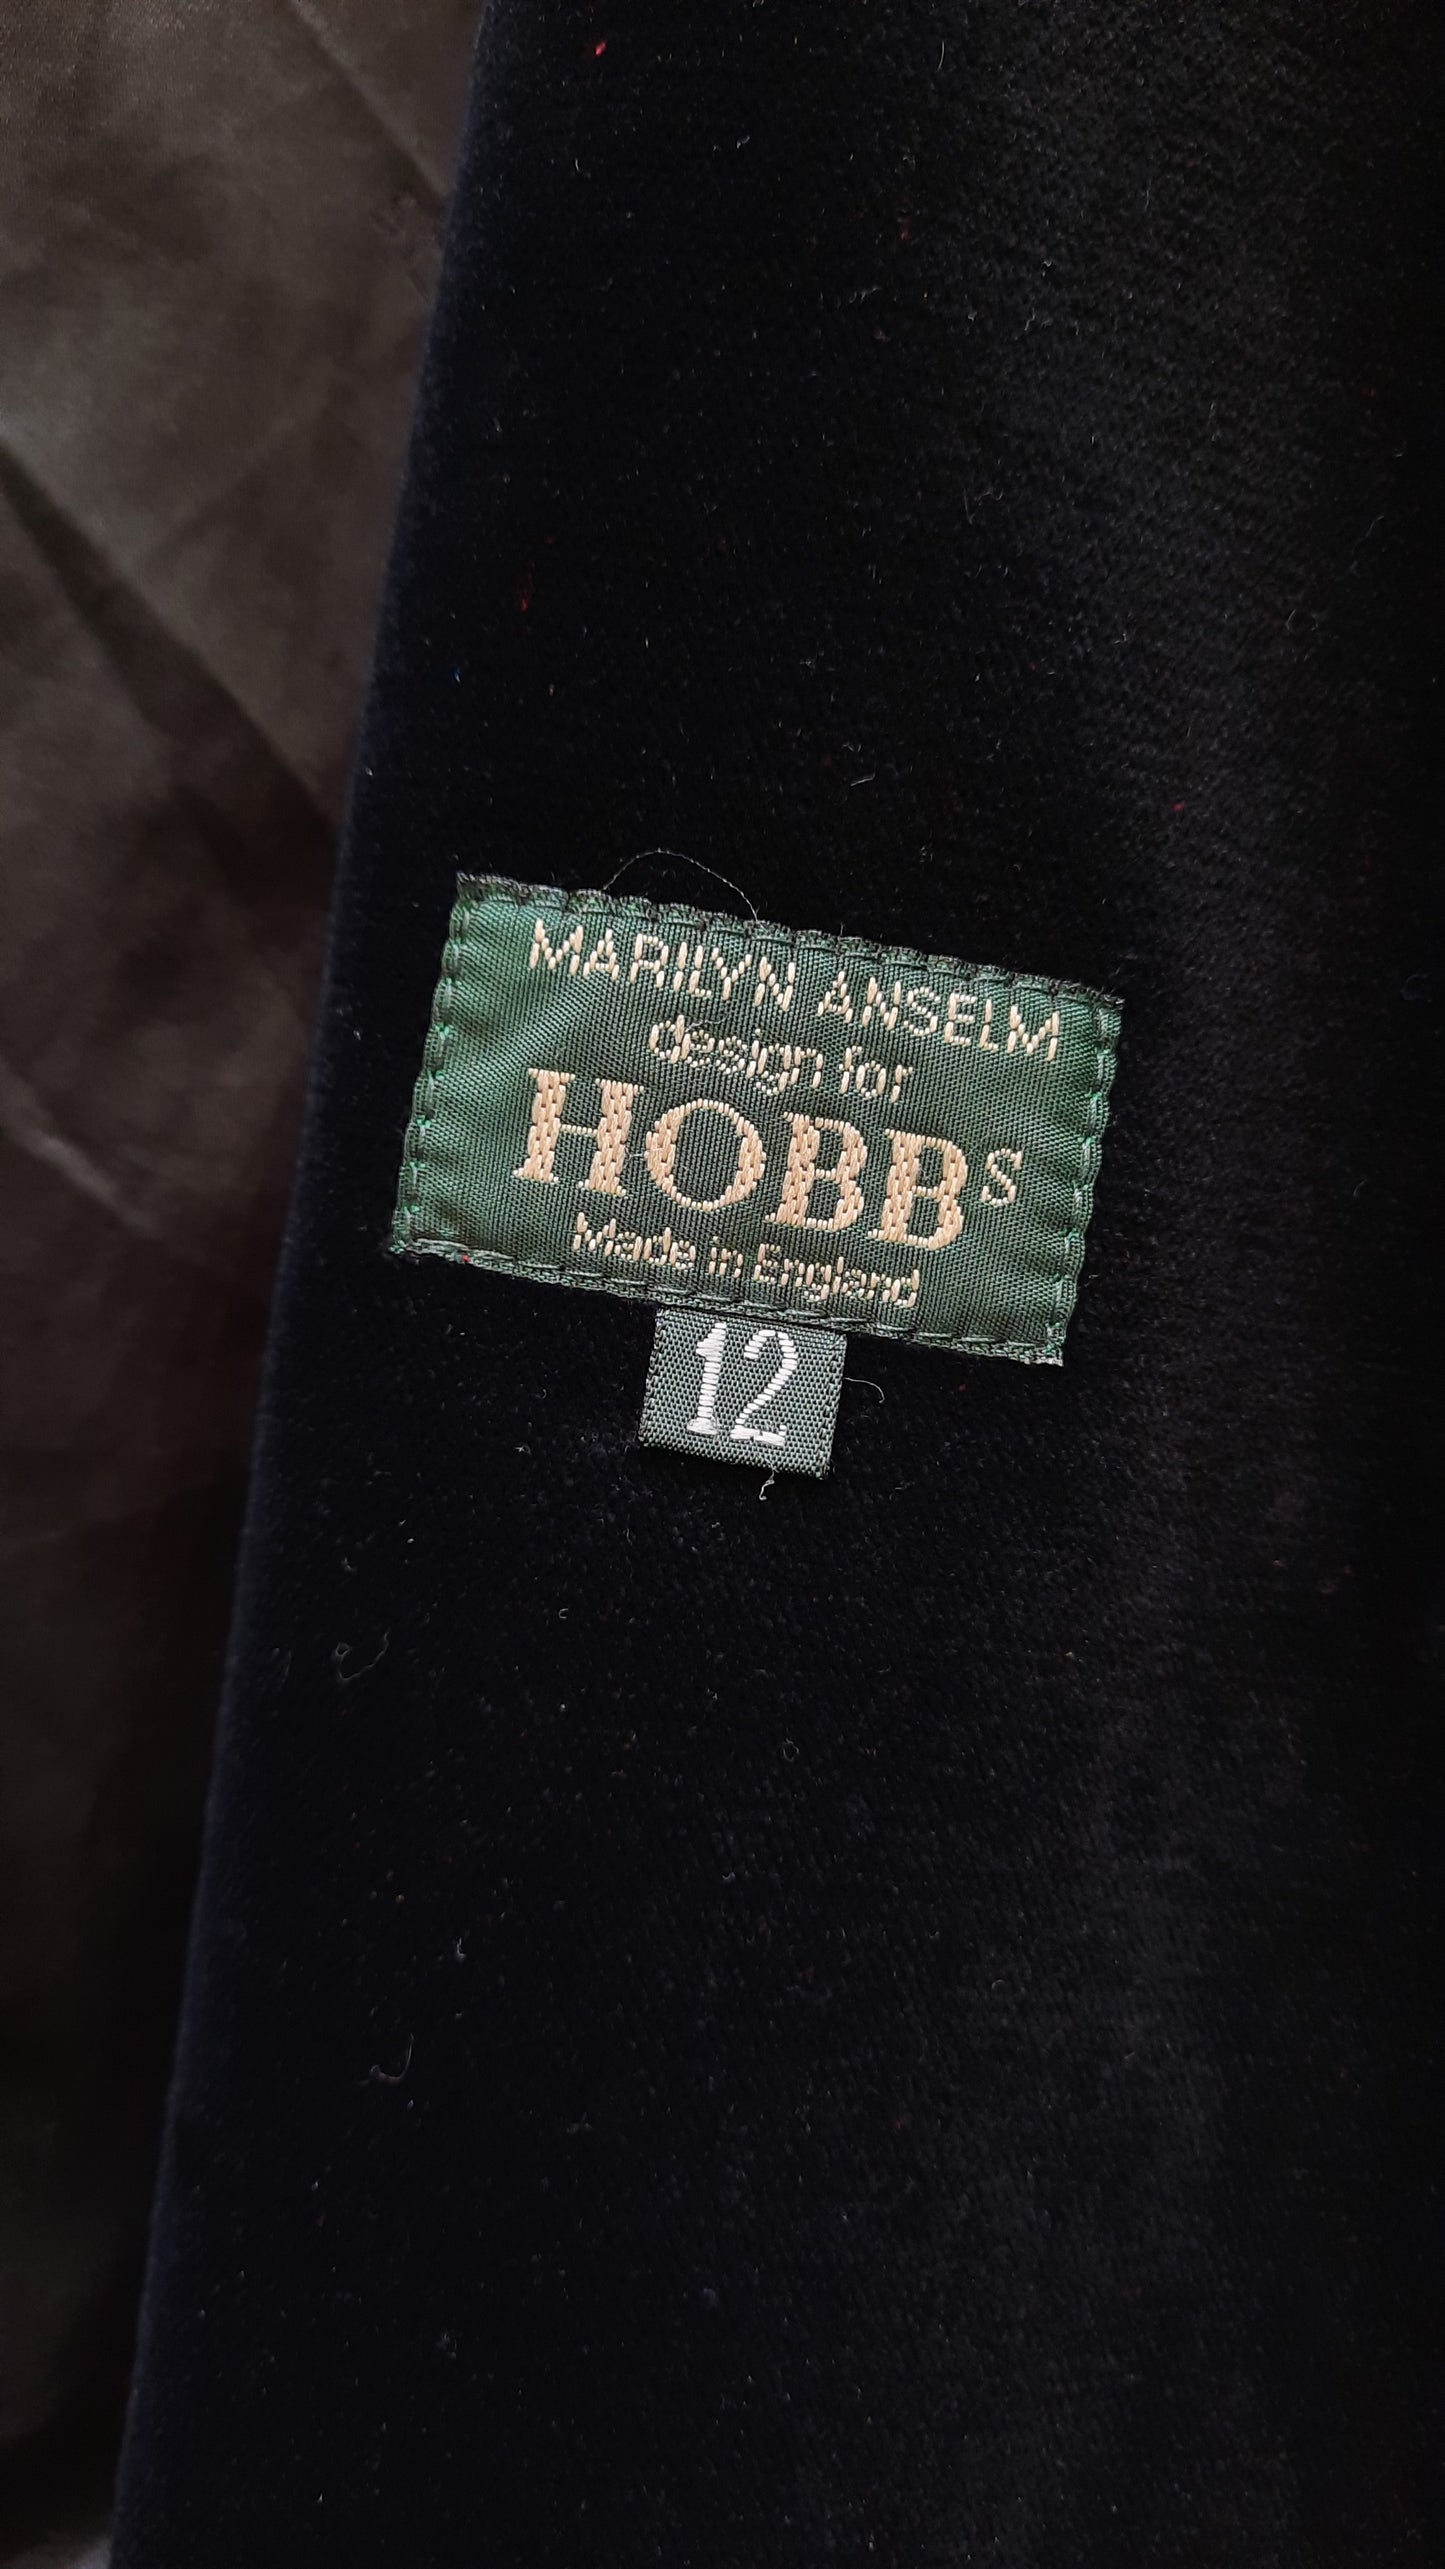 MARILYN ANSELM
design for
HOBBS
Made in England
12